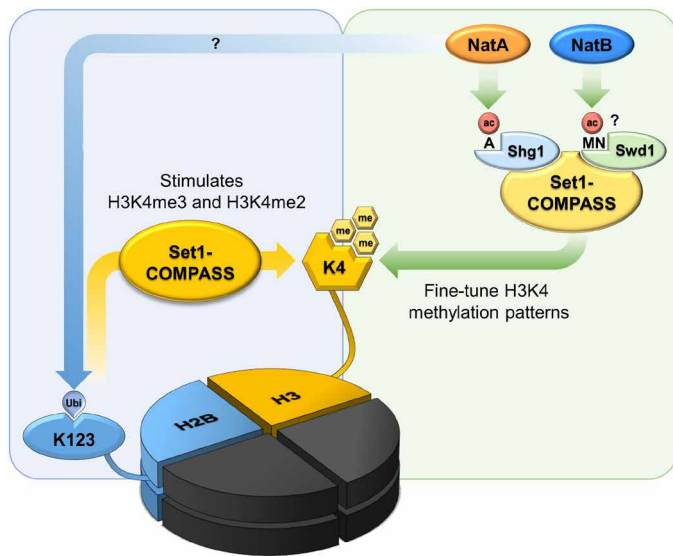 ?
NatA
NatB
ac
ac
?
A
MN
Shg1
Swd1
Set1-
COMPASS
Stimulates
H3K4me3 and H3K4me2
Set1-
COMPASS
me
me
me
K4
Fine-tune H3K4
methylation patterns
Ubi
K123
H2B
H3